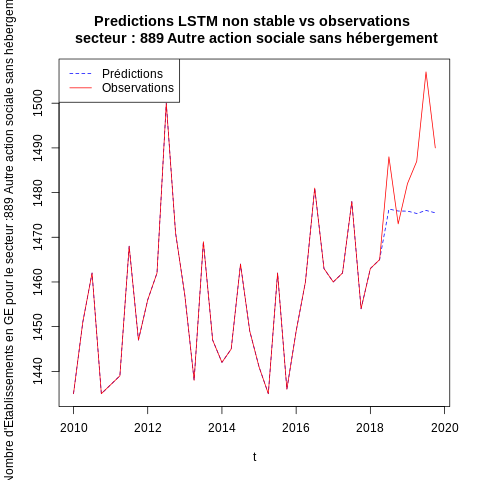 Predictions LSTM non stable vs observations
secteur : 889 Autre action sociale sans hébergement
Prédictions
Observations
Nombre d'Etablissements en GE pour le secteur :889 Autre action sociale sans hébergem
1500
1490
1480
1470
1460
1450
1440
2010 2012 2014 2016 2018 2020
t